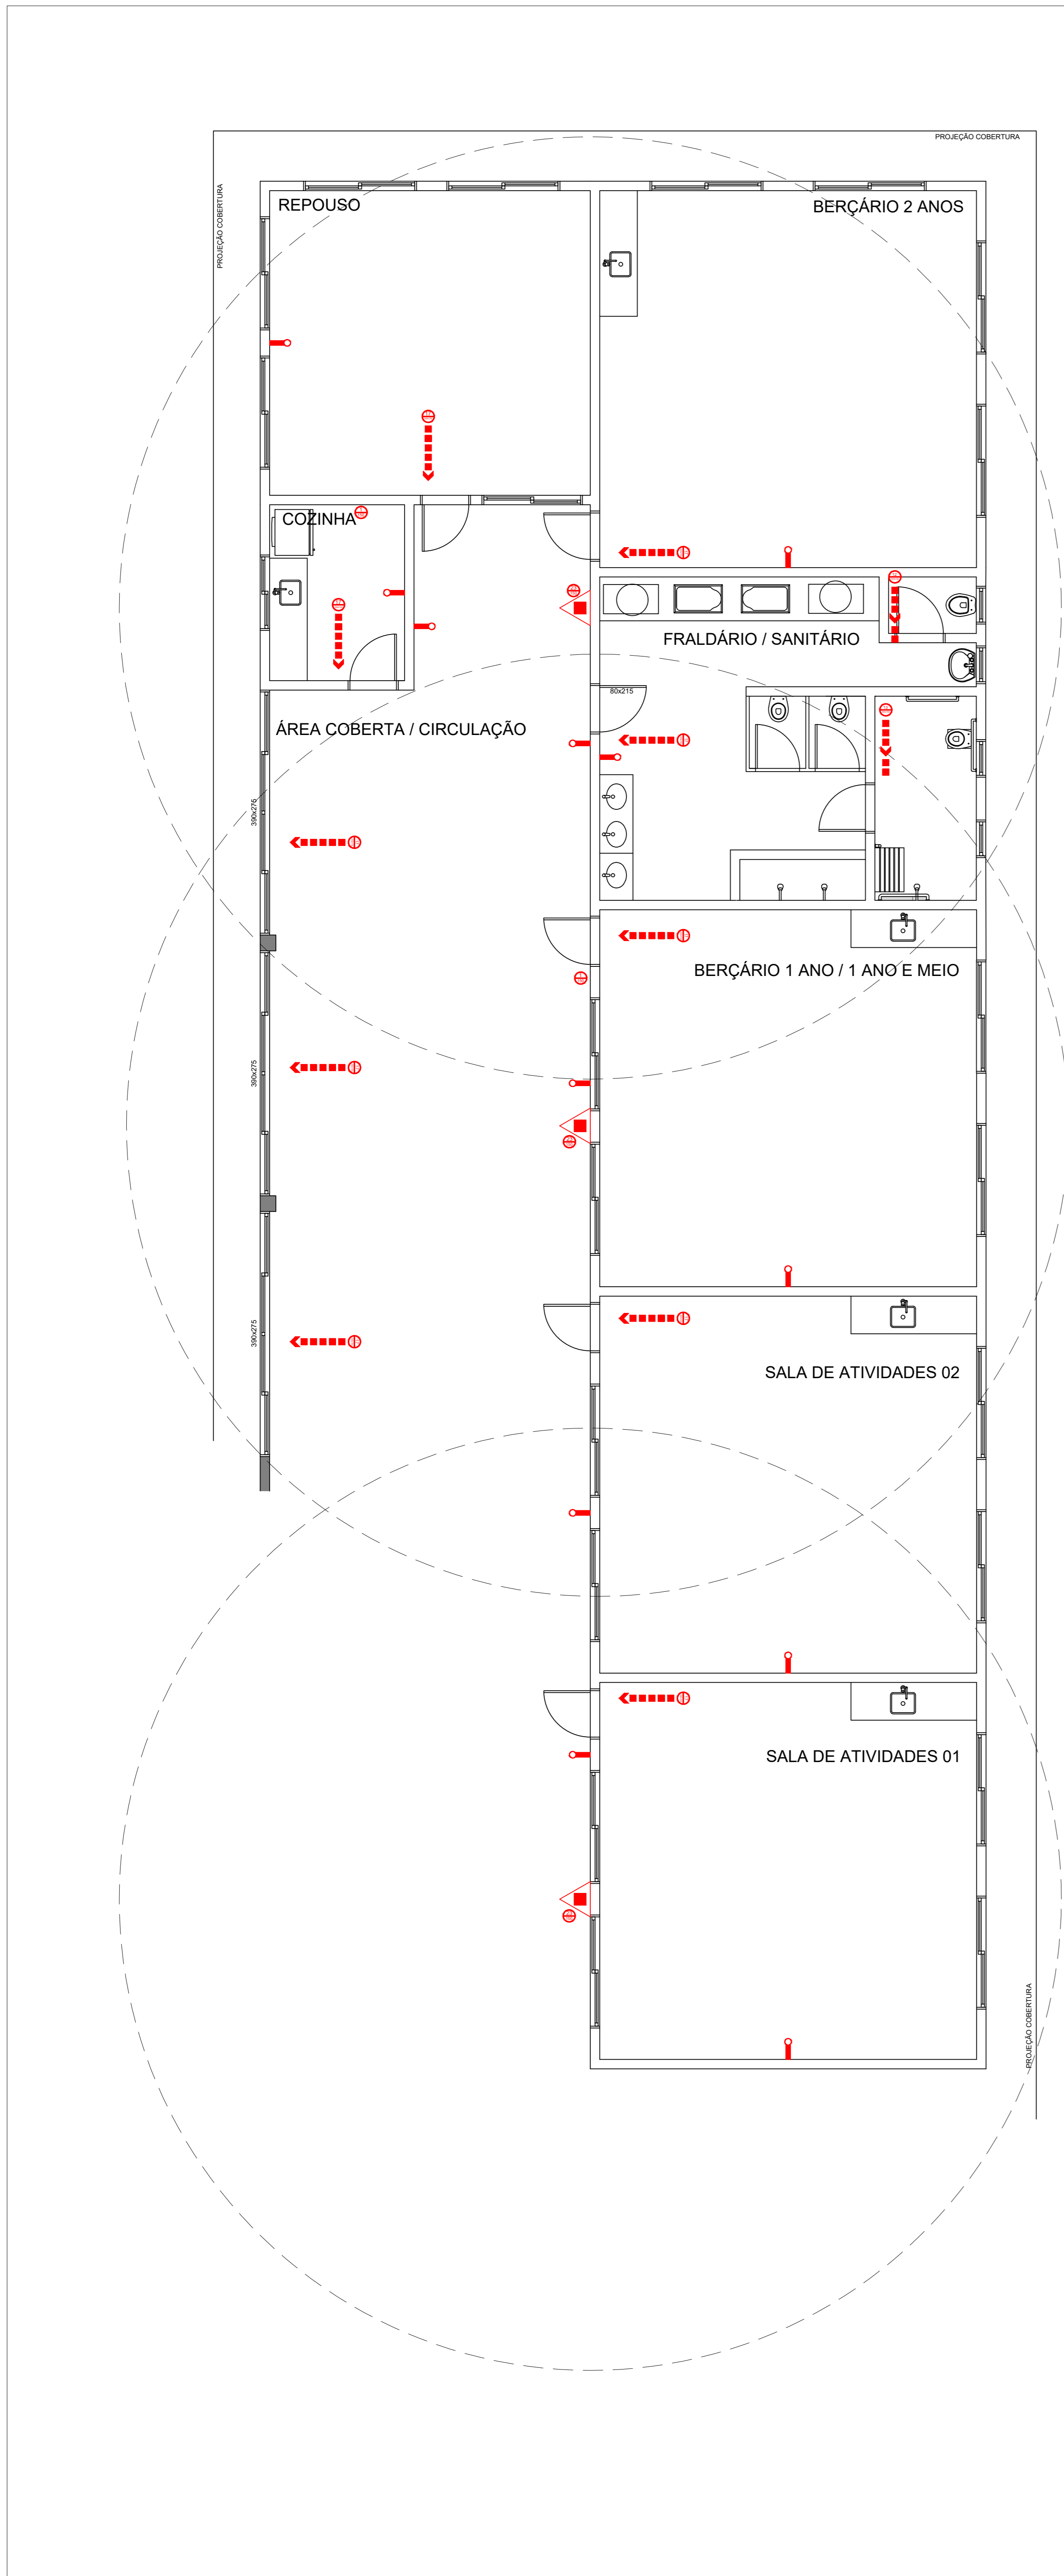 PROJEÇÃO COBERTURA
PROJEÇÃO COBERTURA
REPOUSO
BERÇÁRIO 2 ANOS
COZINHA
FRALDÁRIO / SANITÁRIO
80x215
ÁREA COBERTA / CIRCULAÇÃO
390x275
BERÇÁRIO 1 ANO / 1 ANO E MEIO
390x275
390x275
SALA DE ATIVIDADES 02
SALA DE ATIVIDADES 01
PROJEÇÃO COBERTURA